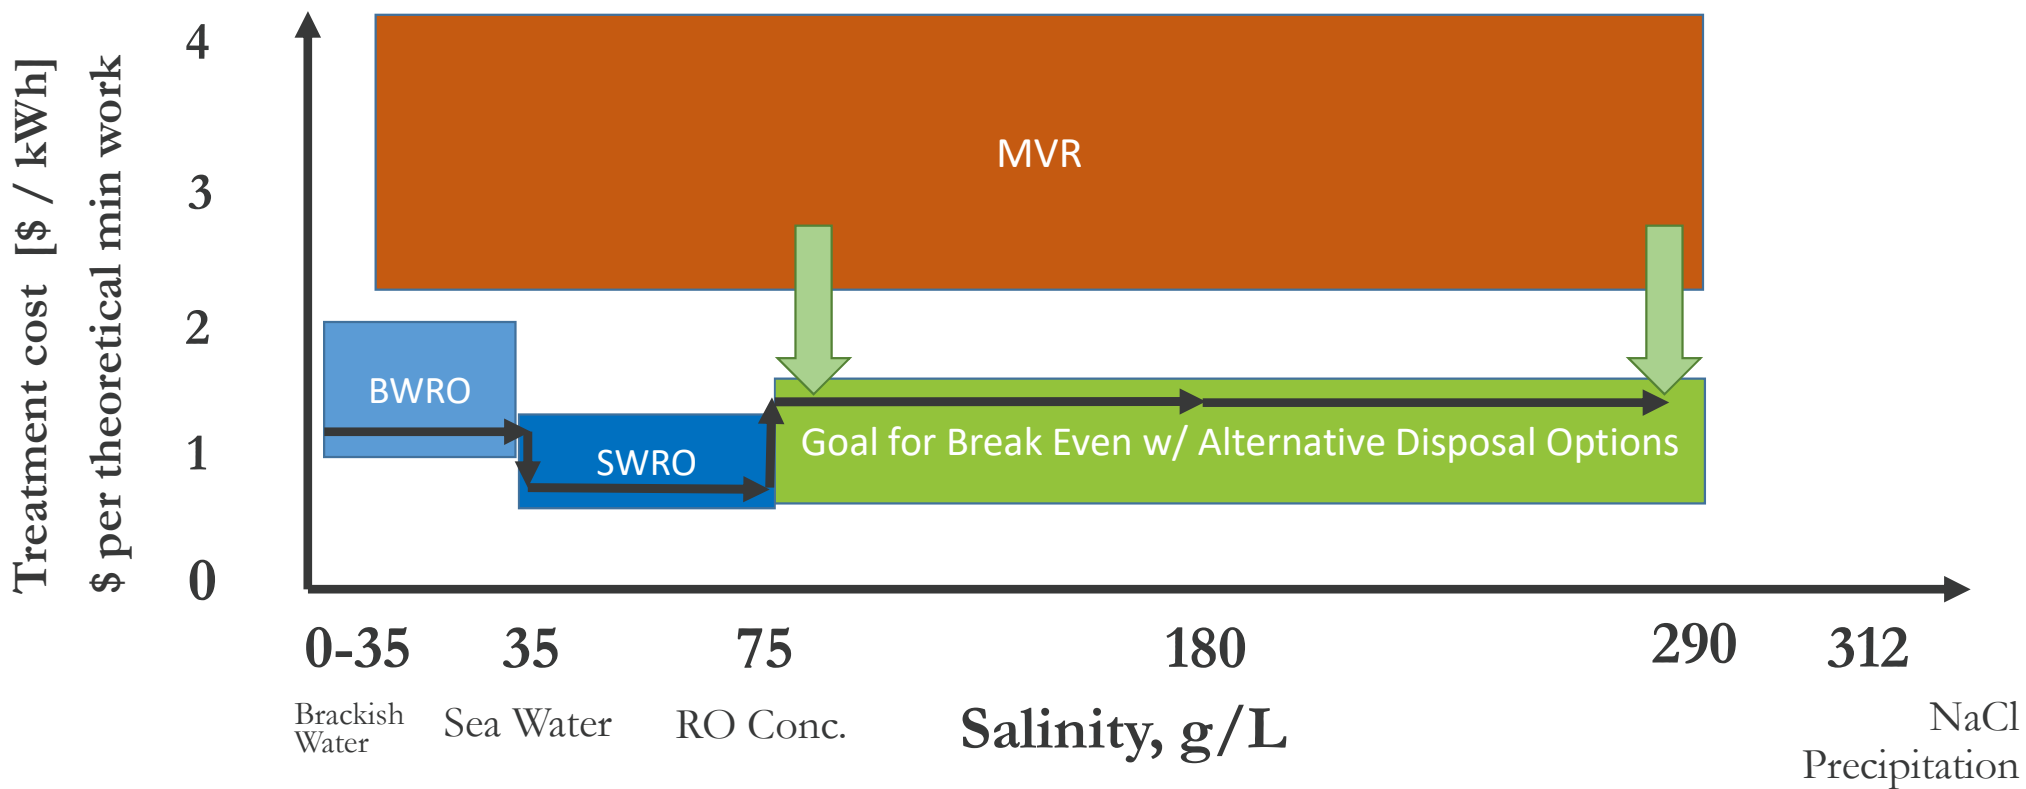 Treatment cost [$ / kWh]
$ per theoretical min work
4
3
2
1
0
MVR
BWRO
SWRO
Goal for Break Even w/ Alternative Disposal Options
0-35
35
75
180
290
312
Brackish
Water
Sea Water
RO Conc.
Salinity, g/L
NaCl
Precipitation